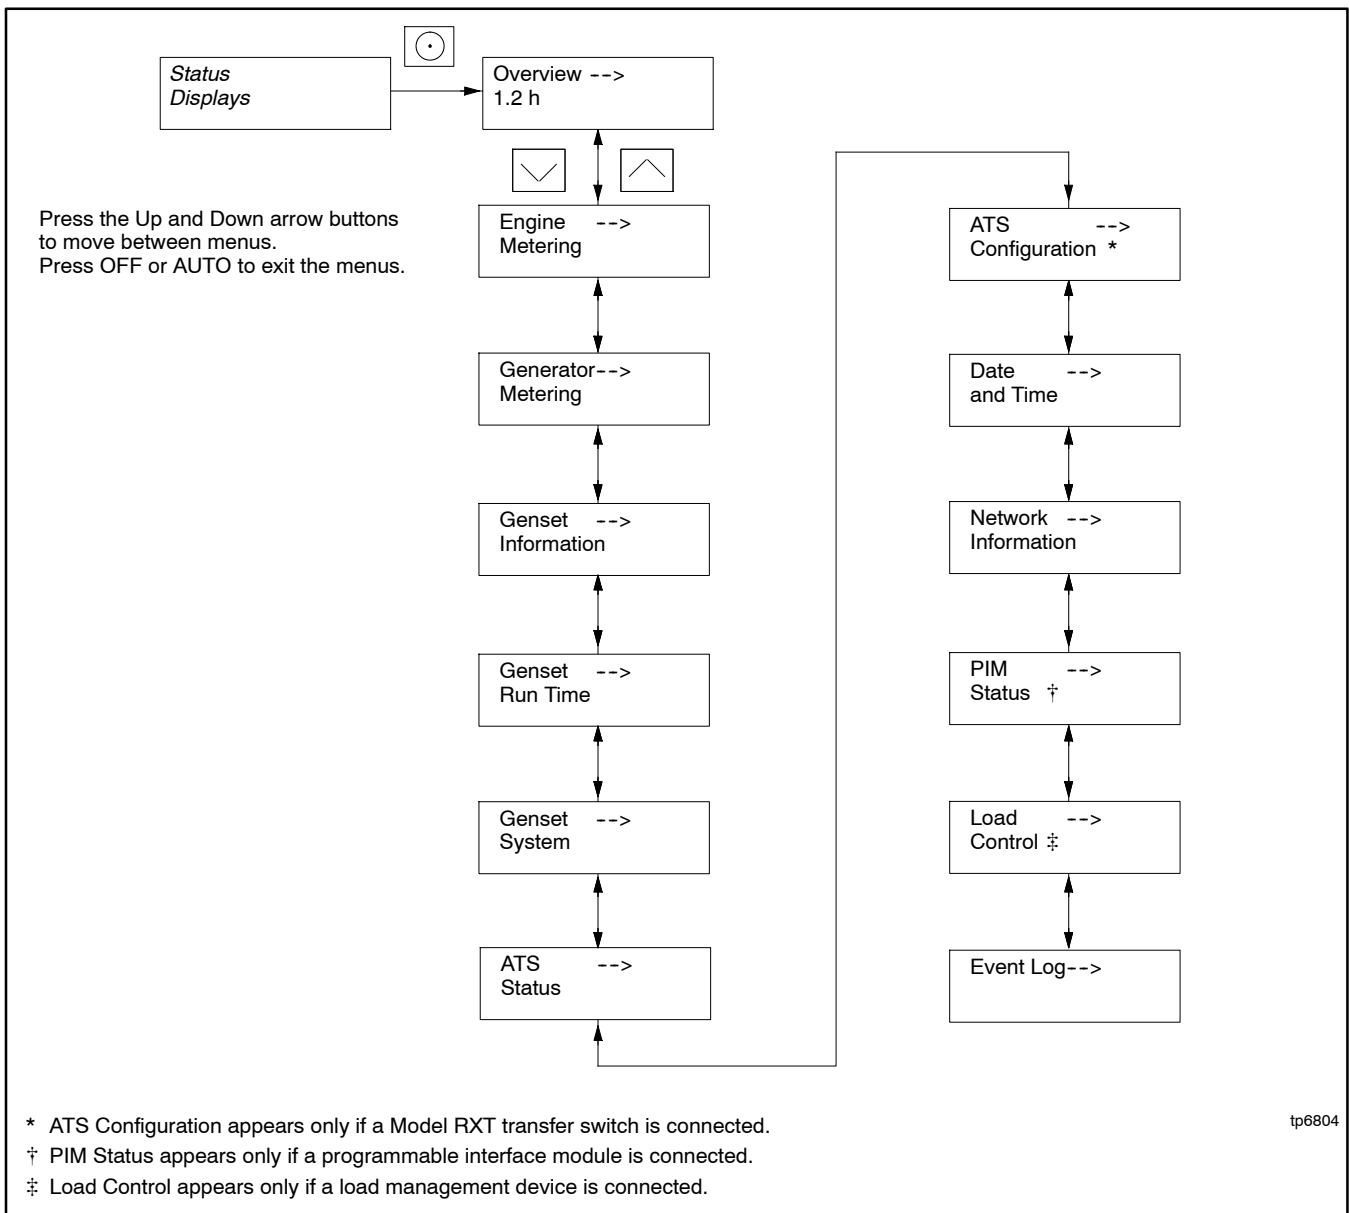 Status
Displays
Overview -->
1.2 h
Press the Up and Down arrow buttons
to move between menus.
Press OFF or AUTO to exit the menus.
Engine -->
Metering
Generator-->
Metering
Genset -->
Information
Genset -->
Run Time
Genset -->
System
ATS -->
Status
ATS -->
Configuration *
Date -->
and Time
Network -->
Information
PIM -->
Status †
Load -->
Control ‡
Event Log-->
* ATS Configuration appears only if a Model RXT transfer switch is connected.
† PIM Status appears only if a programmable interface module is connected.
‡ Load Control appears only if a load management device is connected.
tp6804